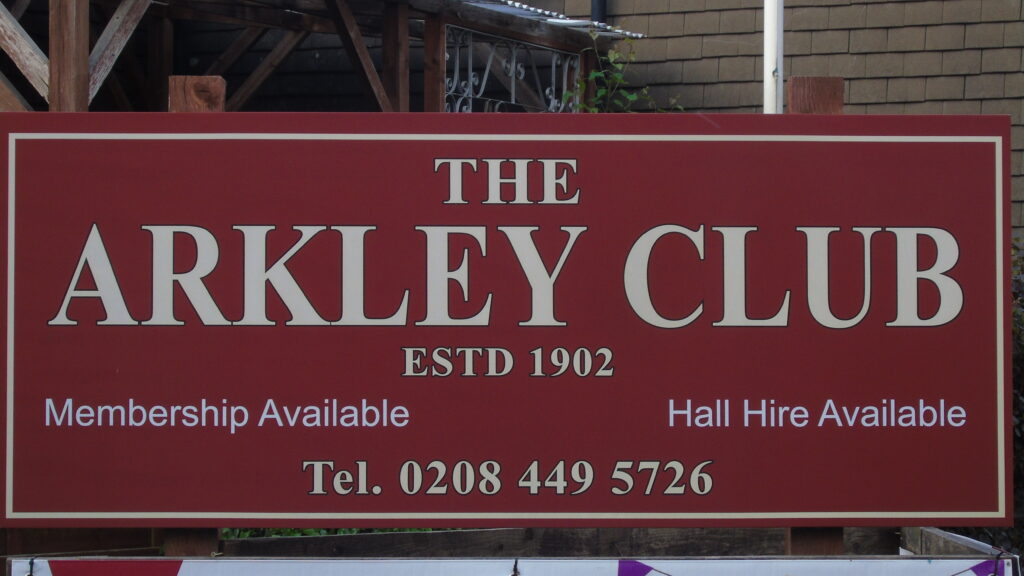 THE
ARKLEY CLUB
ESTD 1902
Membership Available Hall Hire Available
Tel. 0208 449 5726